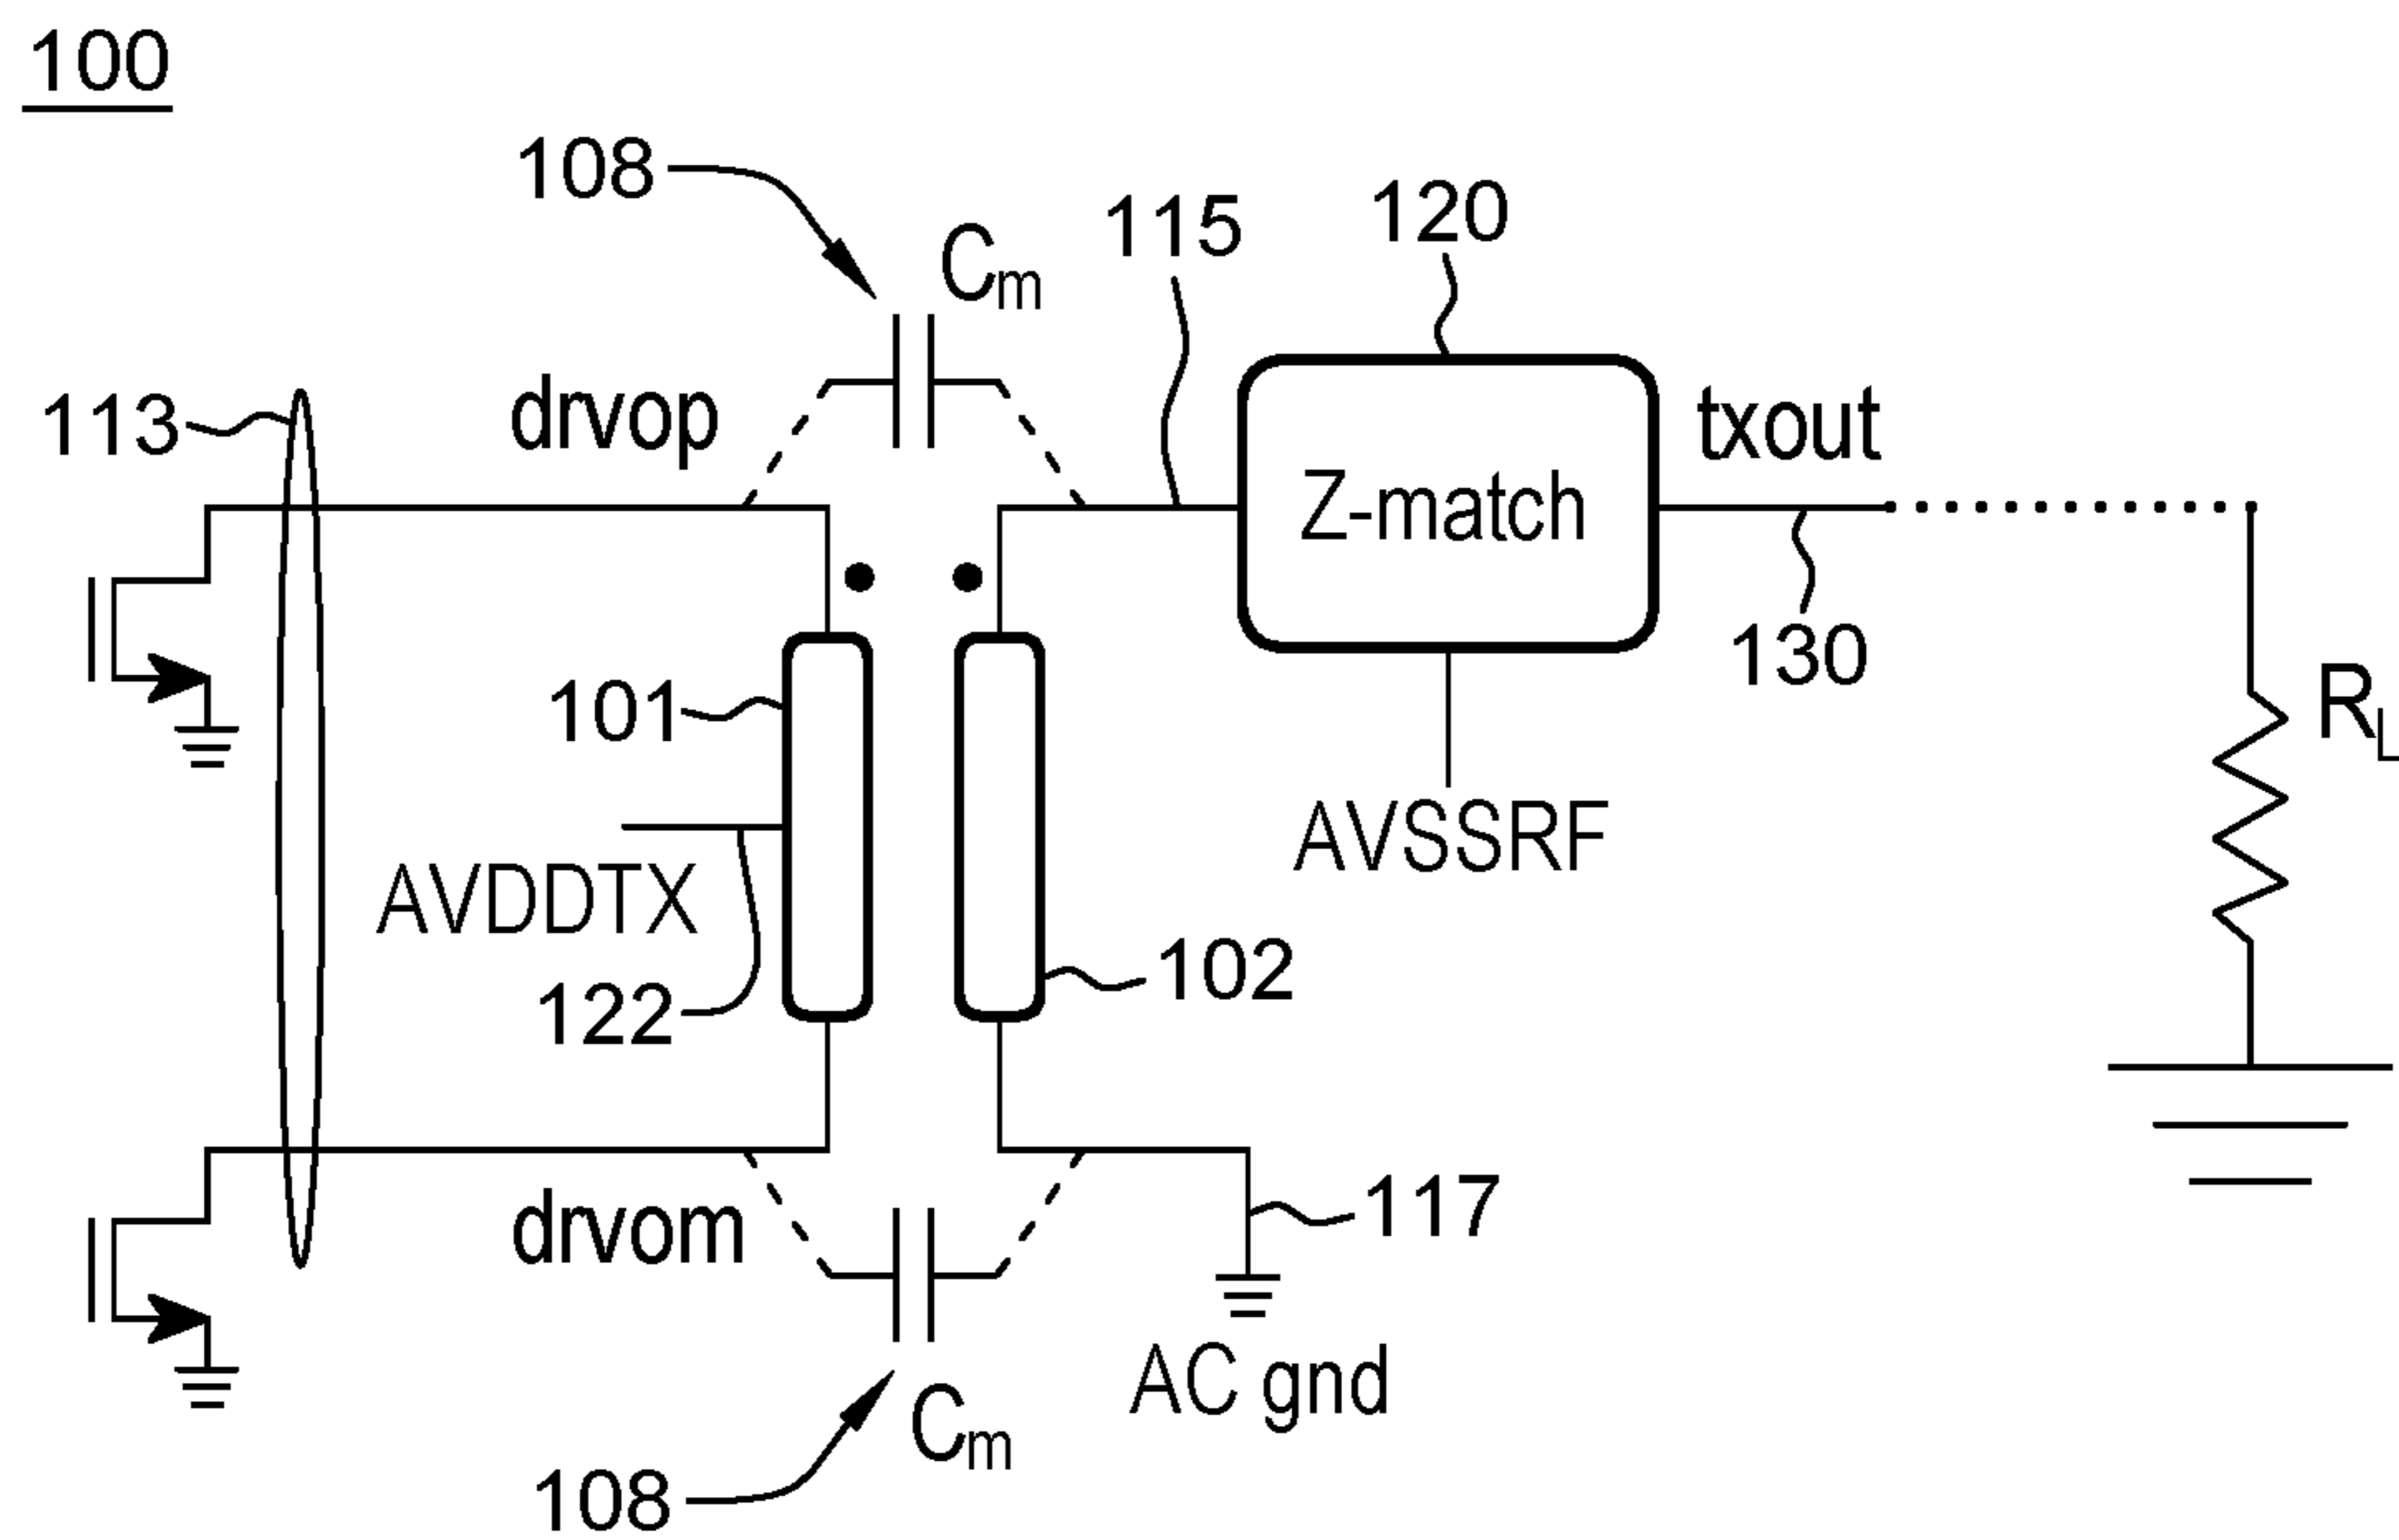 100
108
Cm
115
120
113
drvop
txout
Z-match
130
101
RL
AVDDTX
AVSSRF
122
102
drvom
117
AC gnd
Cm
108